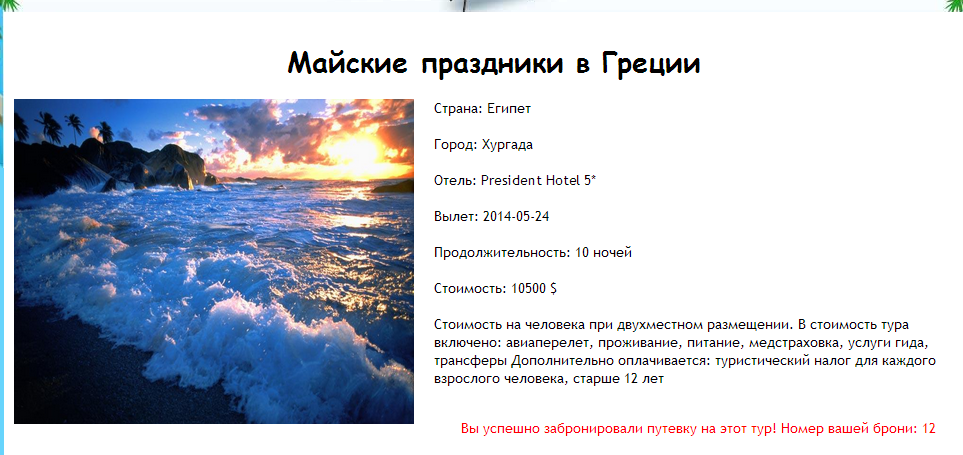 Майские праздники в Греции
Страна: Египет
Город: Хургада
Отель: President Hotel 5*
Вылет: 2014-05-24
Продолжительность: 10 ночей
Стоимость: 10500 $
Стоимость на человека при двухместном размещении. В стоимость тура
включено: авиаперелет, проживание, питание, медстраховка, услуги гида,
трансферы Дополнительно оплачивается: туристический налог для каждого
взрослого человека, старше 12 лет
Вы успешно забронировали путевку на этот тур! Номер вашей брони: 12